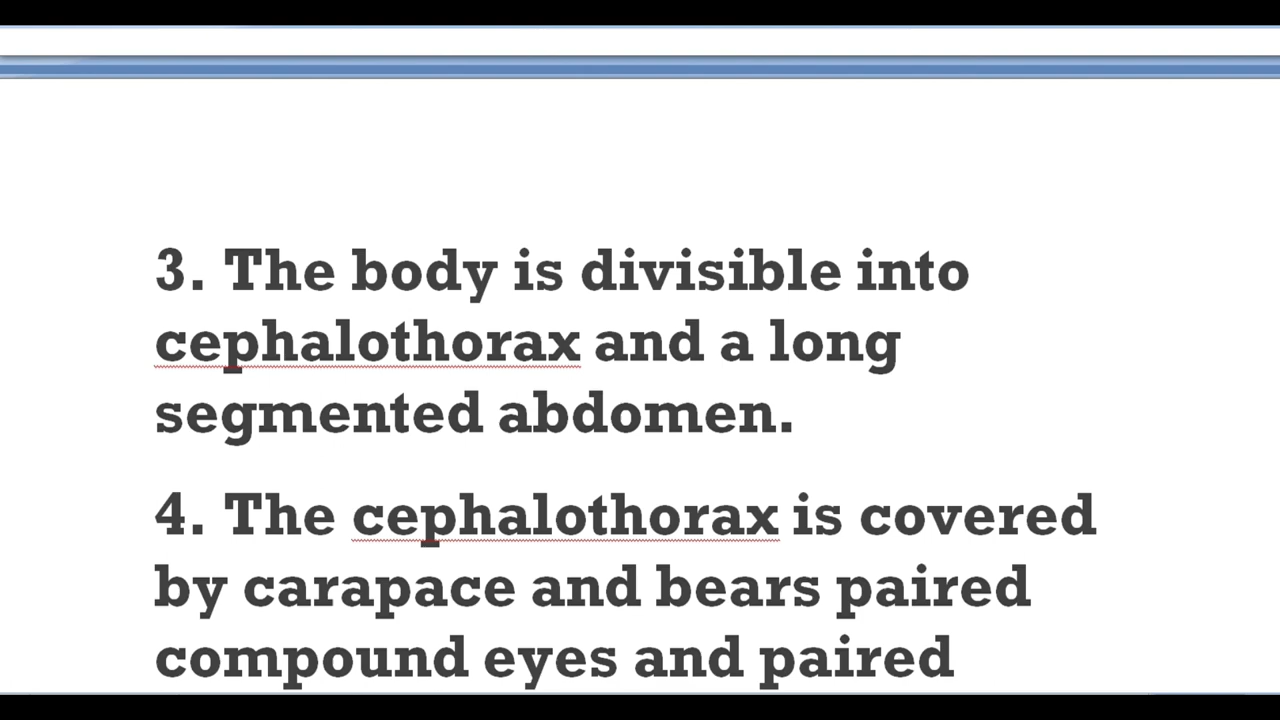 3. The body is divisible into
cephalothorax and a long
segmented abdomen.
4. The cephalothorax is covered
by carapace and bears paired
compound eyes and paired